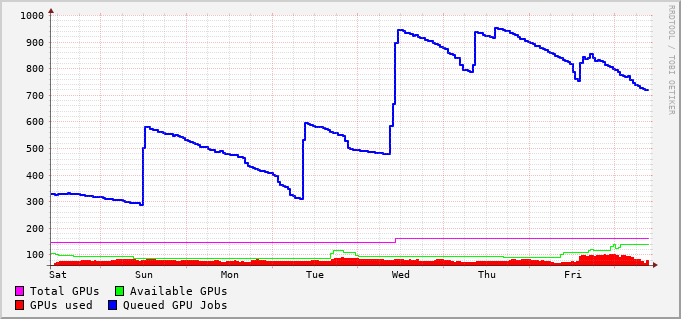 1000
900
800
700
600
500
400
300
200
100
Sat Sun Mon Tue Wed Thu Fri
Total GPUs Available GPUs
GPUs used Queued GPU Jobs
RRDTOOL / TOBI OETIKER